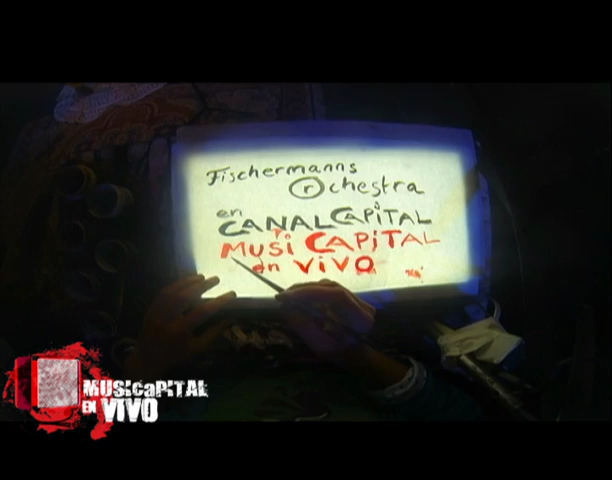 Fischermanns
Orchestra
en
CANALCAPiTAL
MUSiCAPiTAL
en ViVO
MUSICaPITAL
EN VIVO